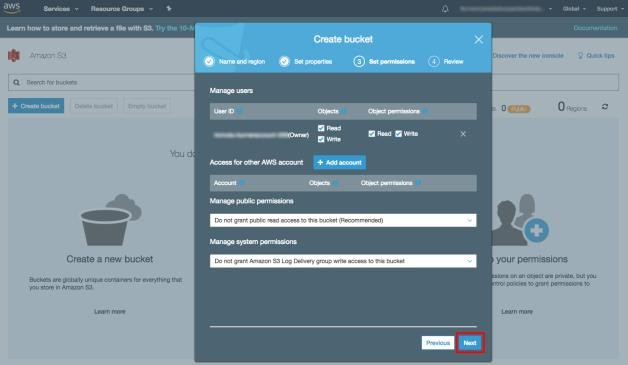 aws
Services
Resource Groups
Global
Support
Learn how to store and retrieve a file with S3. Try the 10-M
Documentation
Amazon S3
Discover the new console
Quick tips
Search for buckets
Create bucket
Delete bucket
Empty bucket
0 Public
0 Regions
You do
Create a new bucket
Buckets are globally unique containers for everything that
you store in Amazon S3.
Learn more
Create bucket
Name and region
Set properties
3 Set permissions
4 Review
Manage users
User ID
Objects
Object permissions
(Owner)
Read
Write
Read
Write
Access for other AWS account
Add account
Account
Objects
Object permissions
Manage public permissions
Do not grant public read access to this bucket (Recommended)
Manage system permissions
Do not grant Amazon S3 Log Delivery group write access to this bucket
Previous
Next
your permissions
ssions on an object are private, but you
ntrol policies to grant permissions to
Learn more